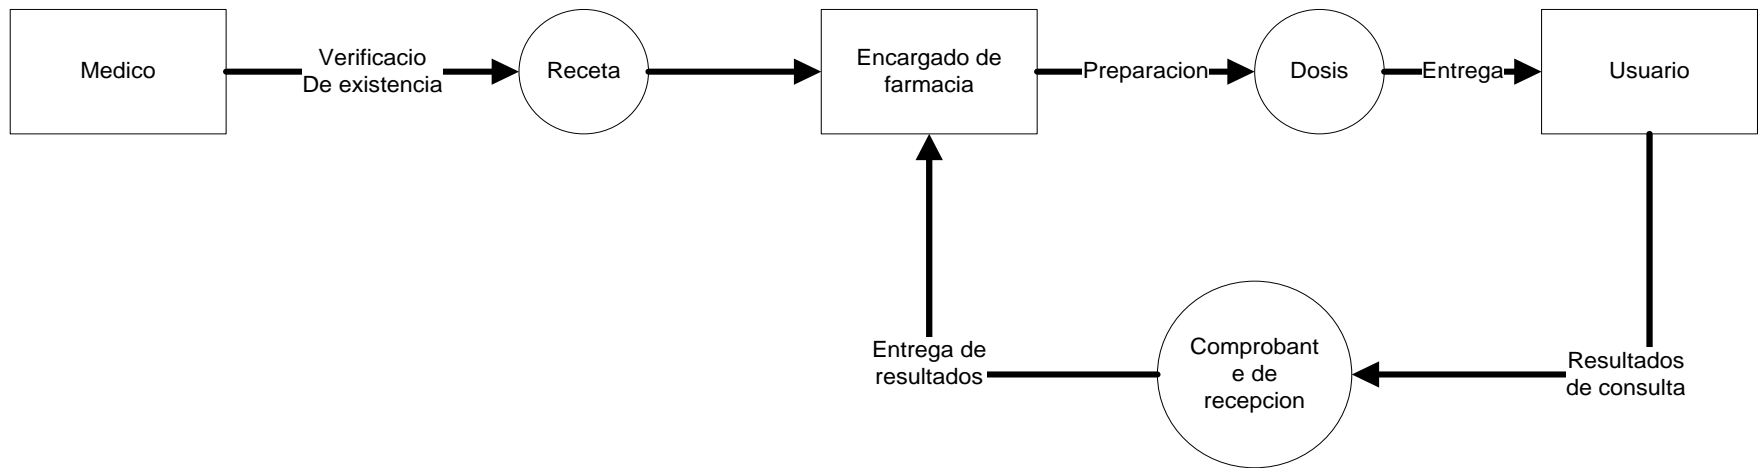 Medico
Verificacio
De existencia
Receta
Encargado de
farmacia
Preparacion
Dosis
Entrega
Usuario
Entrega de
resultados
Comprobant
e de
recepcion
Resultados
de consulta